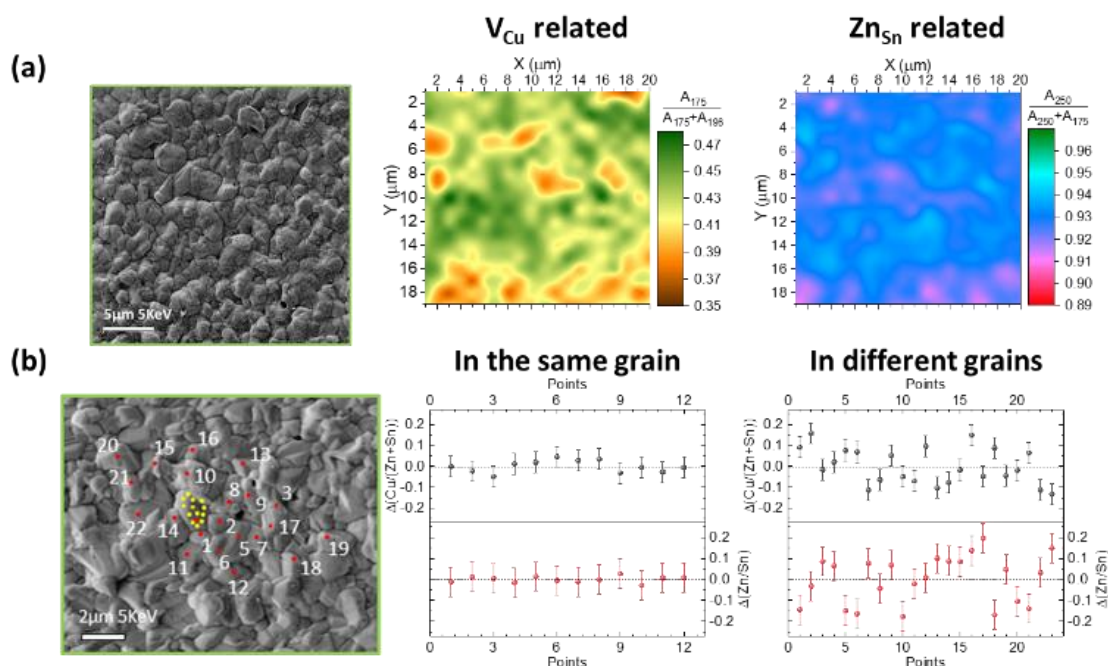 V_Cu related
Zn_Sn related
(a)
5µm 5KeV
X (µm)
2 4 6 8 10 12 14 16 18 20
Y (µm)
2
4
6
8
10
12
14
16
18
A_175
A_175+A_196
0.47
0.43
0.41
0.39
0.37
0.35
X (µm)
2 4 6 8 10 12 14 16 18 20
Y (µm)
2
4
6
8
10
12
14
16
18
A_250
A_250+A_175
0.96
0.95
0.94
0.93
0.92
0.91
0.90
0.89
(b)
In the same grain
In different grains
20
15
16
13
21
10
8
9
3
22
14
2
17
1
5
7
19
11
6
18
12
2µm 5KeV
Points
0 3 6 9 12
Δ(Cu/(Zn+Sn))
0.2
0.1
0.0
-0.1
-0.2
Δ(Zn/Sn)
0.2
0.1
0.0
-0.1
-0.2
0 3 6 9 12
Points
Points
0 5 10 15 20
Δ(Cu/(Zn+Sn))
0.2
0.1
0.0
-0.1
-0.2
Δ(Zn/Sn)
0.2
0.1
0.0
-0.1
-0.2
0 5 10 15 20
Points